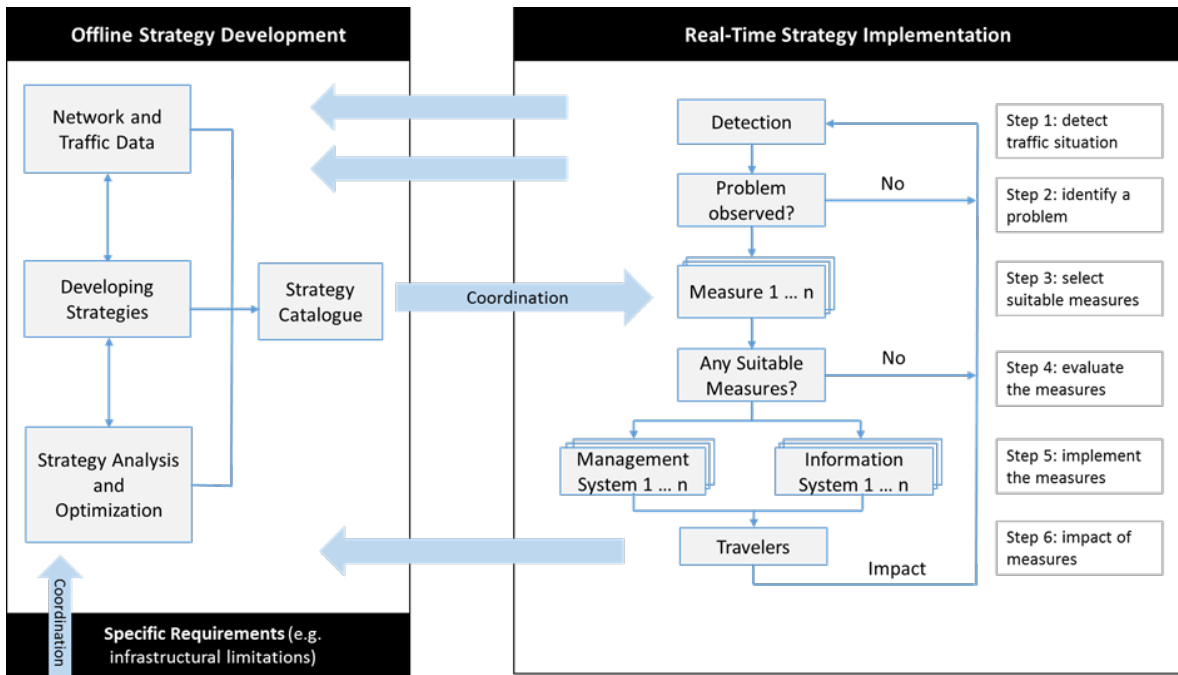 Offline Strategy Development
Network and
Traffic Data
Developing
Strategies
Strategy
Catalogue
Strategy Analysis
and
Optimization
Coordination
Specific Requirements (e.g.
infrastructural limitations)
Coordination
Real-Time Strategy Implementation
Detection
Problem
observed?
No
Measure 1 ... n
Any Suitable
Measures?
No
Management
System 1 ... n
Information
System 1 ... n
Travelers
Impact
Step 1: detect
traffic situation
Step 2: identify a
problem
Step 3: select
suitable measures
Step 4: evaluate
the measures
Step 5: implement
the measures
Step 6: impact of
measures